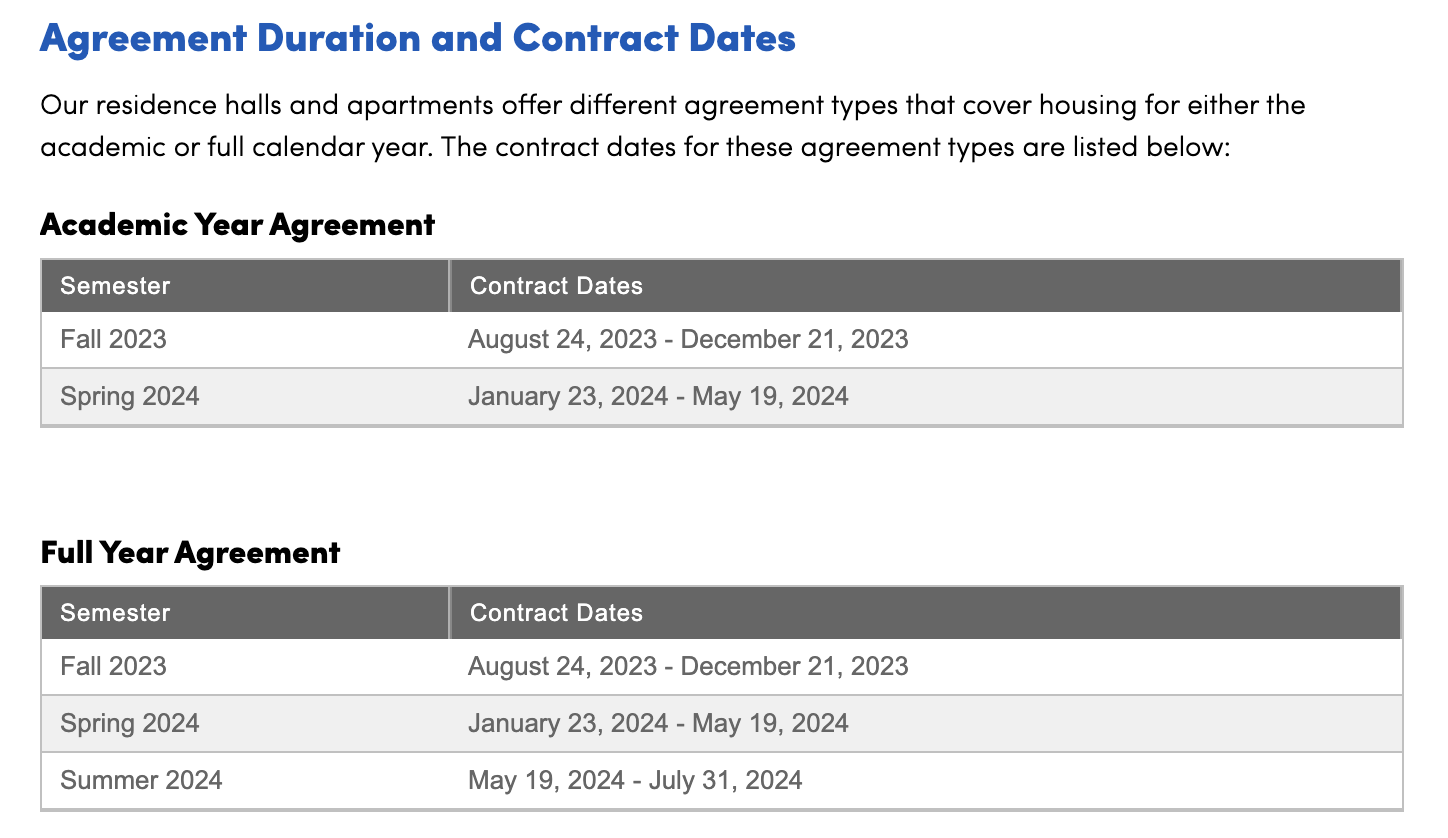 Agreement Duration and Contract Dates
Our residence halls and apartments offer different agreement types that cover housing for either the
academic or full calendar year. The contract dates for these agreement types are listed below:
Academic Year Agreement
Semester Contract Dates
Fall 2023 August 24, 2023 - December 21, 2023
Spring 2024 January 23, 2024 - May 19, 2024
Full Year Agreement
Semester Contract Dates
Fall 2023 August 24, 2023 - December 21, 2023
Spring 2024 January 23, 2024 - May 19, 2024
Summer 2024 May 19, 2024 - July 31, 2024